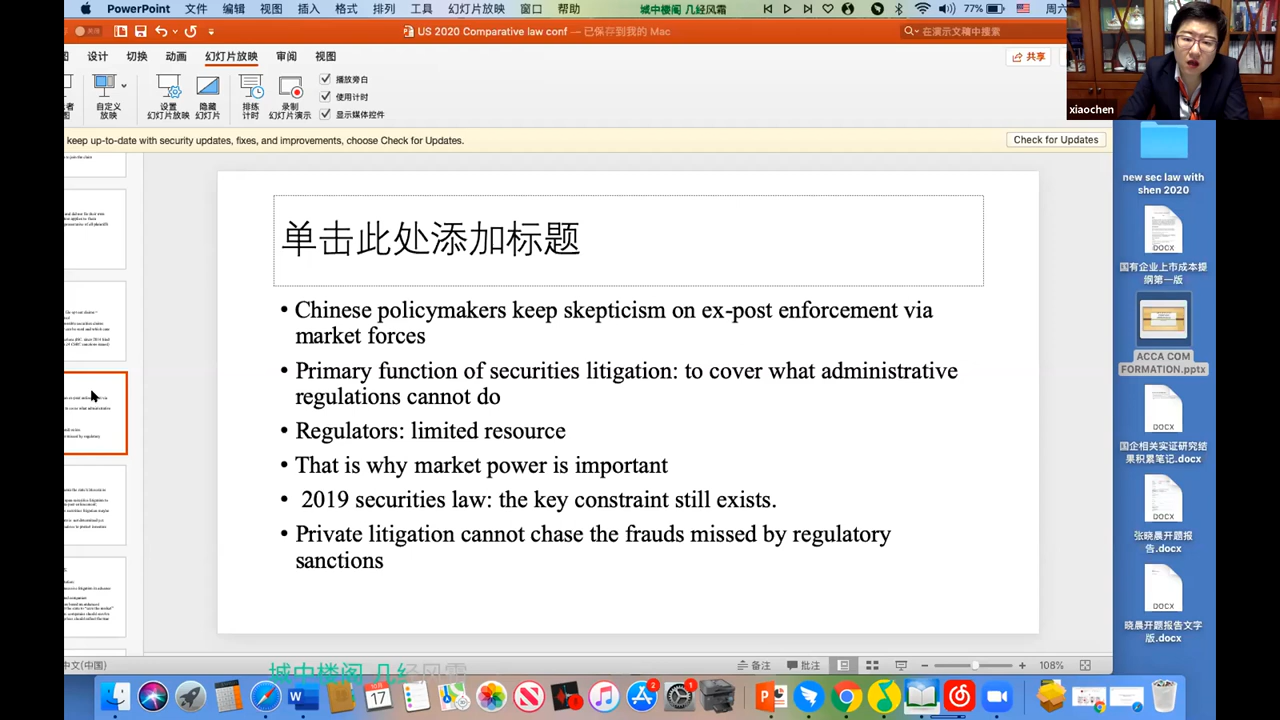 PowerPoint 文件 编辑 视图 插入 格式 排列 工具 幻灯片放映 窗口 帮助 城中楼阁 几经风霜 77% 周六
US 2020 Comparative law conf — 已保存到我的 Mac
在演示文稿中搜索
设计 切换 动画 幻灯片放映 审阅 视图
共享
自定义
放映
设置
幻灯片放映
隐藏
幻灯片
排练
计时
录制
幻灯片演示
播放旁白
使用计时
显示媒体控件
xiaochen
keep up-to-date with security updates, fixes, and improvements, choose Check for Updates.
Check for Updates
单击此处添加标题
• Chinese policymakers keep skepticism on ex-post enforcement via
market forces
• Primary function of securities litigation: to cover what administrative
regulations cannot do
• Regulators: limited resource
• That is why market power is important
• 2019 securities law: the key constraint still exists.
• Private litigation cannot chase the frauds missed by regulatory
sanctions
new sec law with
shen 2020
DOCX
国有企业上市成本提
纲第一版
ACCA COM
FORMATION.pptx
DOCX
国企相关实证研究结
果积累笔记.docx
DOCX
张晓晨开题报
告.docx
DOCX
晓晨开题报告文字
版.docx
中文(中国)
城中楼阁 几经风霜
备注 批注
108%
17
2
1